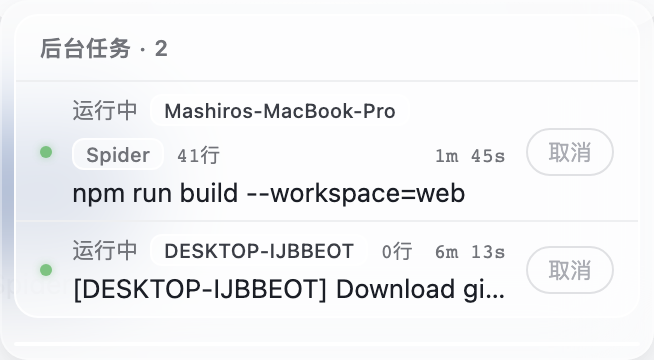 后台任务 · 2
运行中 Mashiros-MacBook-Pro
Spider 41行 1m 45s 取消
npm run build --workspace=web
运行中 DESKTOP-IJBBEOT 0行 6m 13s
取消
[DESKTOP-IJBBEOT] Download gi...